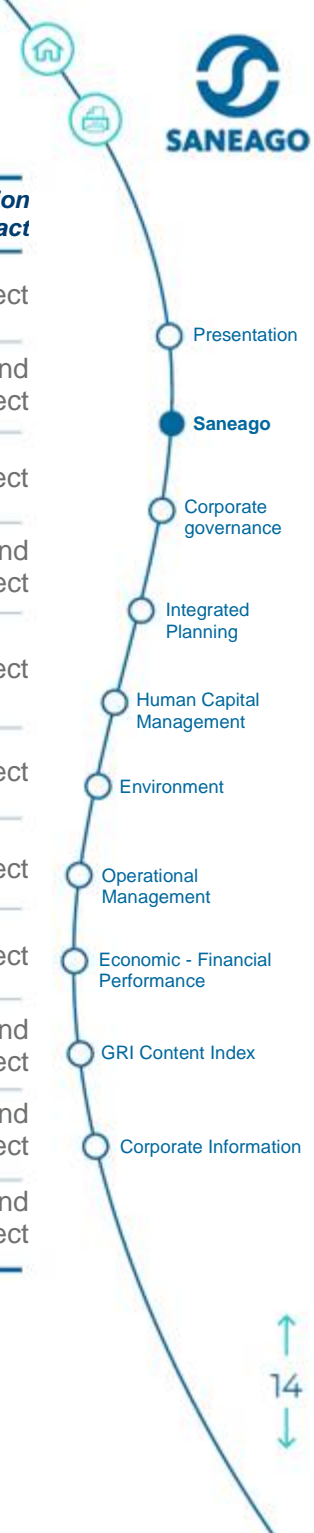 SANEAGO
ion
act
ect
nd
ect
ect
nd
ect
ect
ect
ect
ect
nd
ect
nd
ect
nd
ect
Presentation
Saneago
Corporate
governance
Integrated
Planning
Human Capital
Management
Environment
Operational
Management
Economic - Financial
Performance
GRI Content Index
Corporate Information
14